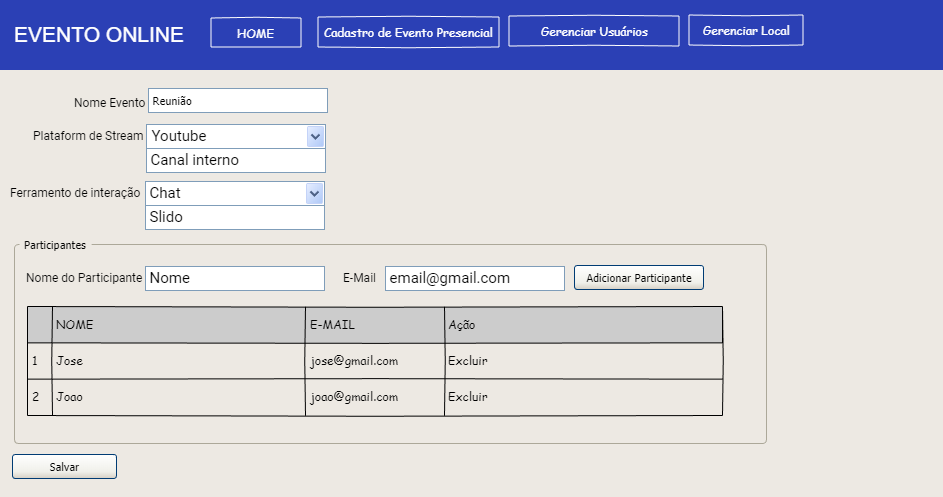 EVENTO ONLINE HOME Cadastro de Evento Presencial Gerenciar Usuários Gerenciar Local
Nome Evento Reunião
Plataform de Stream Youtube
Canal interno
Ferramento de interação Chat
Slido
Participantes
Nome do Participante Nome E-Mail email@gmail.com Adicionar Participante
NOME E-MAIL Ação
1 Jose jose@gmail.com Excluir
2 Joao joao@gmail.com Excluir
Salvar